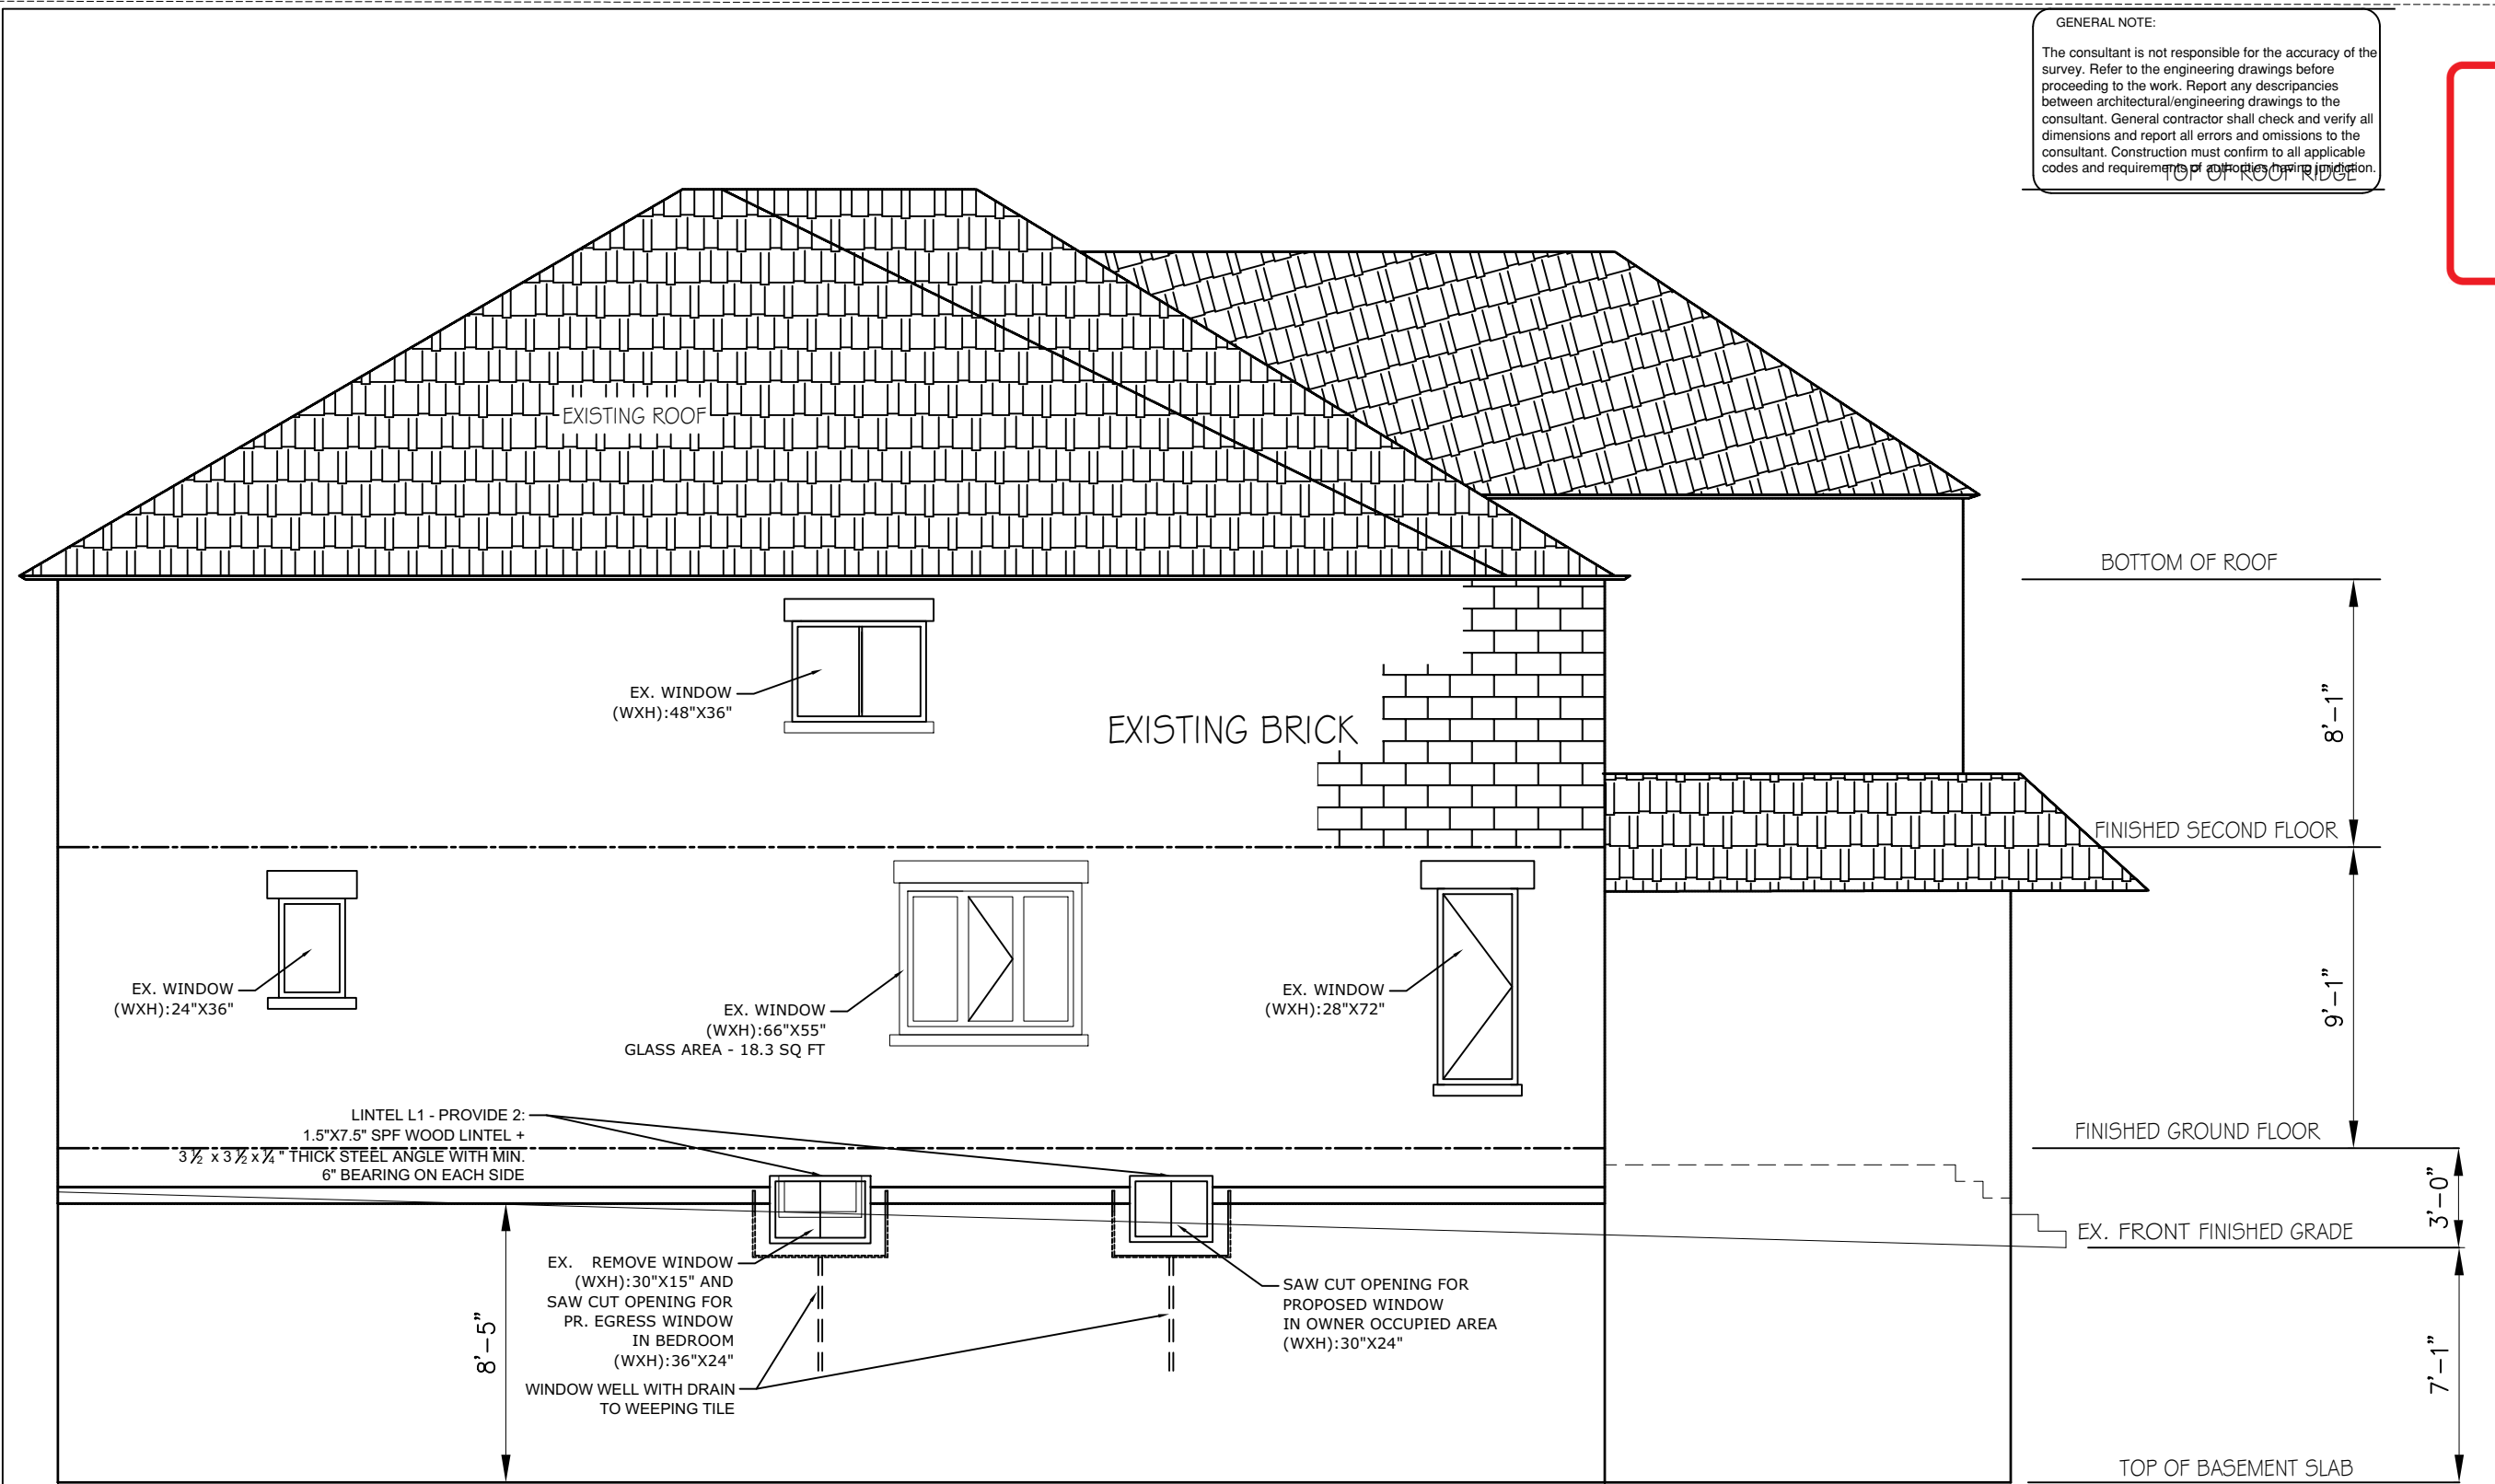 GENERAL NOTE:
The consultant is not responsible for the accuracy of the
survey. Refer to the engineering drawings before
proceeding to the work. Report any descripancies
between architectural/engineering drawings to the
consultant. General contractor shall check and verify all
dimensions and report all errors and omissions to the
consultant. Construction must confirm to all applicable
codes and requirements of authorities having juridiction.
TOP OF ROOF RIDGE
EXISTING ROOF
BOTTOM OF ROOF
EX. WINDOW
(WXH):48"X36"
EXISTING BRICK
8'-1"
FINISHED SECOND FLOOR
EX. WINDOW
(WXH):24"X36"
EX. WINDOW
(WXH):66"X55"
GLASS AREA - 18.3 SQ FT
EX. WINDOW
(WXH):28"X72"
9'-1"
LINTEL L1 - PROVIDE 2:
1.5"X7.5" SPF WOOD LINTEL +
3 ½ x 3 ½ x ¼ " THICK STEEL ANGLE WITH MIN.
6" BEARING ON EACH SIDE
FINISHED GROUND FLOOR
3'-0"
EX. FRONT FINISHED GRADE
EX. REMOVE WINDOW
(WXH):30"X15" AND
SAW CUT OPENING FOR
PR. EGRESS WINDOW
IN BEDROOM
(WXH):36"X24"
SAW CUT OPENING FOR
PROPOSED WINDOW
IN OWNER OCCUPIED AREA
(WXH):30"X24"
8'-5"
WINDOW WELL WITH DRAIN
TO WEEPING TILE
7'-1"
TOP OF BASEMENT SLAB